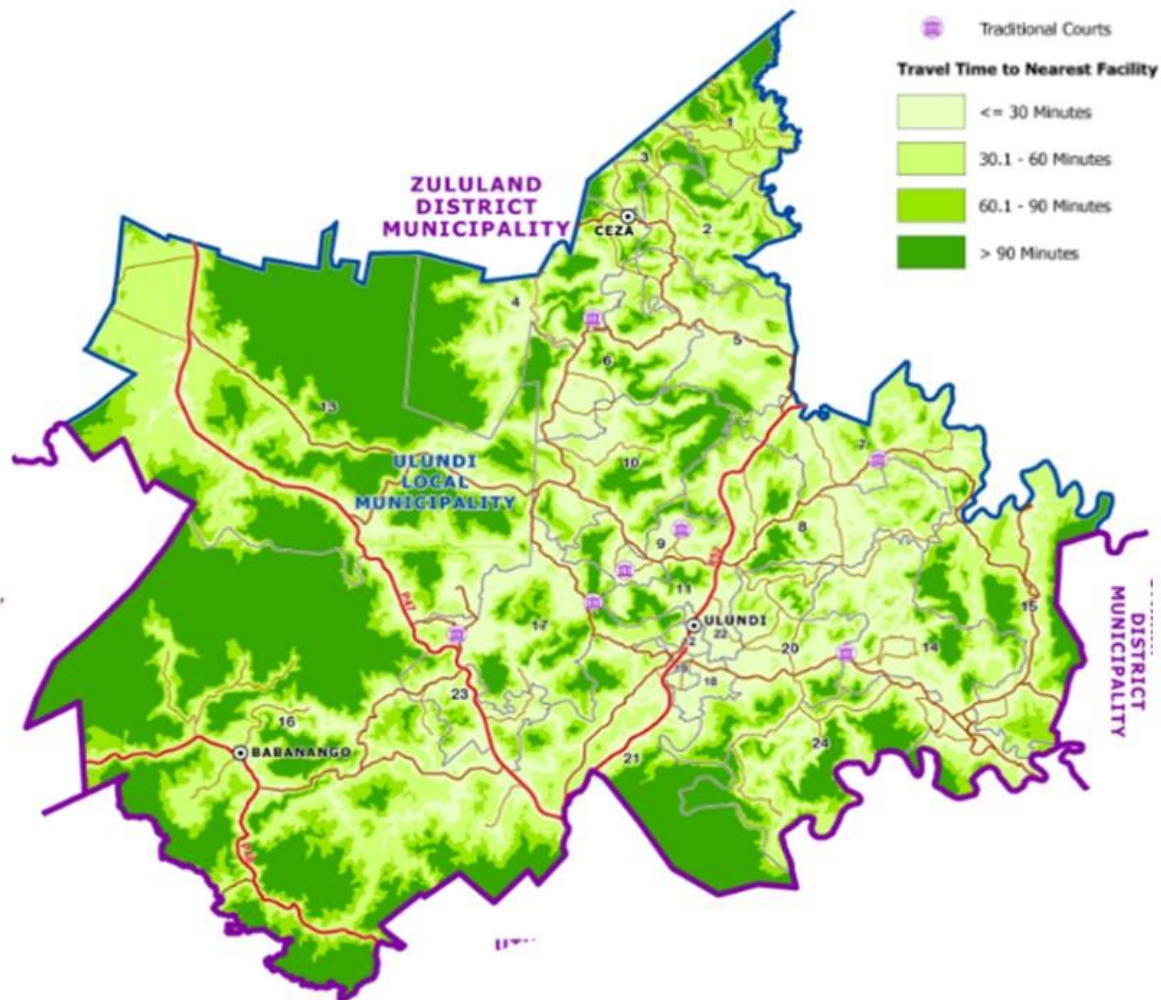 Traditional Courts
Travel Time to Nearest Facility
<= 30 Minutes
30.1 - 60 Minutes
60.1 - 90 Minutes
> 90 Minutes
ZULULAND
DISTRICT
MUNICIPALITY
1
3
2
CEZA
4
5
6
13
7
10
ULUNDI
LOCAL
MUNICIPALITY
8
9
11
P47
15
17
ULUNDI
22
20
14
19
18
23
16
BABANANGO
24
21
DISTRICT
MUNICIPALITY